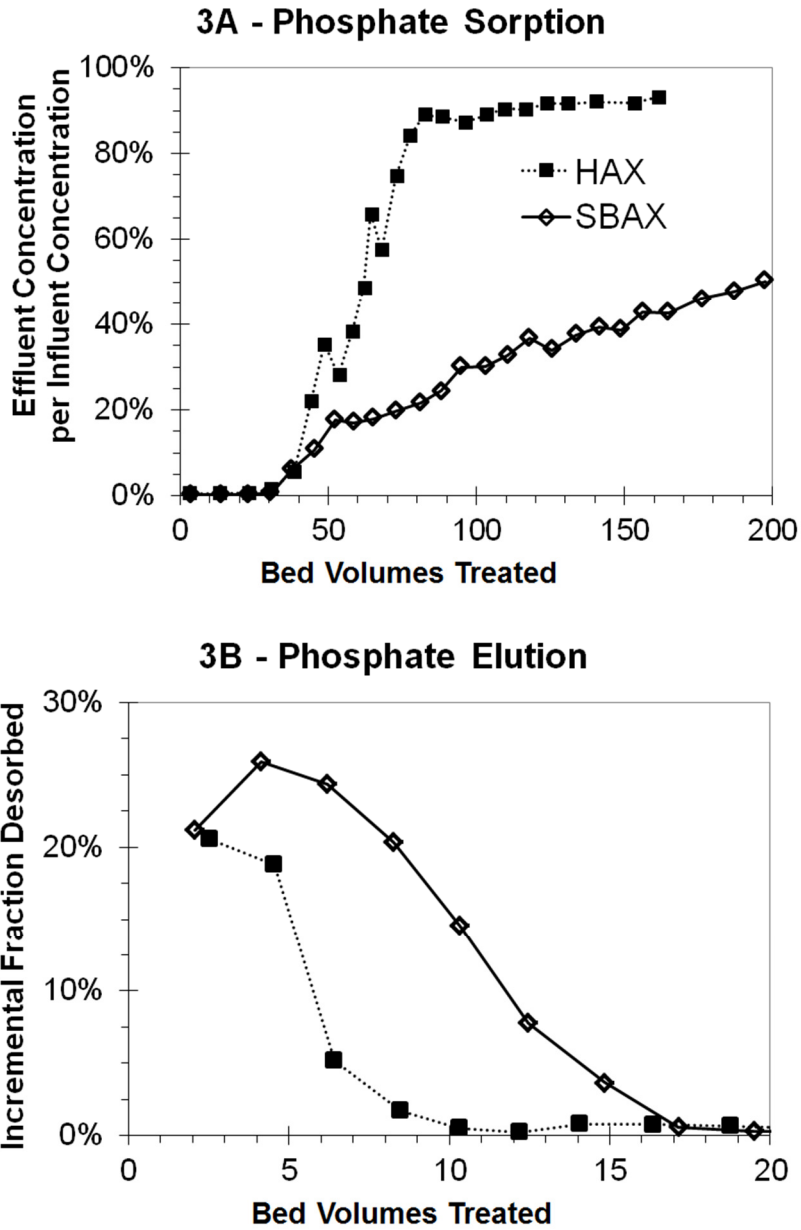 3A - Phosphate Sorption
Effluent Concentration
per Influent Concentration
100%
80%
60%
40%
20%
0%
HAX
SBAX
0 50 100 150 200
Bed Volumes Treated
3B - Phosphate Elution
Incremental Fraction Desorbed
30%
20%
10%
0%
0 5 10 15 20
Bed Volumes Treated